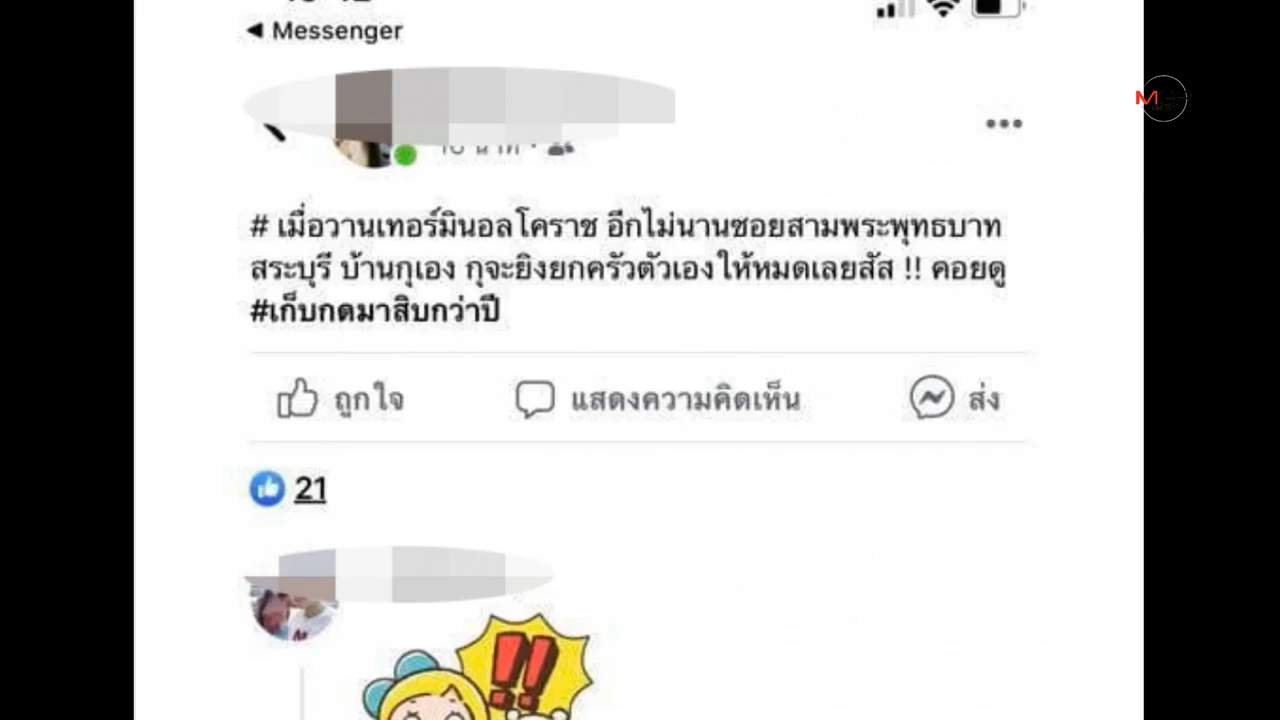 ◀ Messenger
# เมื่อวานเทอร์มินอลโคราช อีกไม่นานซอยสามพระพุทธบาท
สระบุรี บ้านกุเอง กุจะยิงยกครัวตัวเองให้หมดเลยสัส !! คอยดู
#เก็บกดมาสิบกว่าปี
ถูกใจ
แสดงความคิดเห็น
ส่ง
21
!!